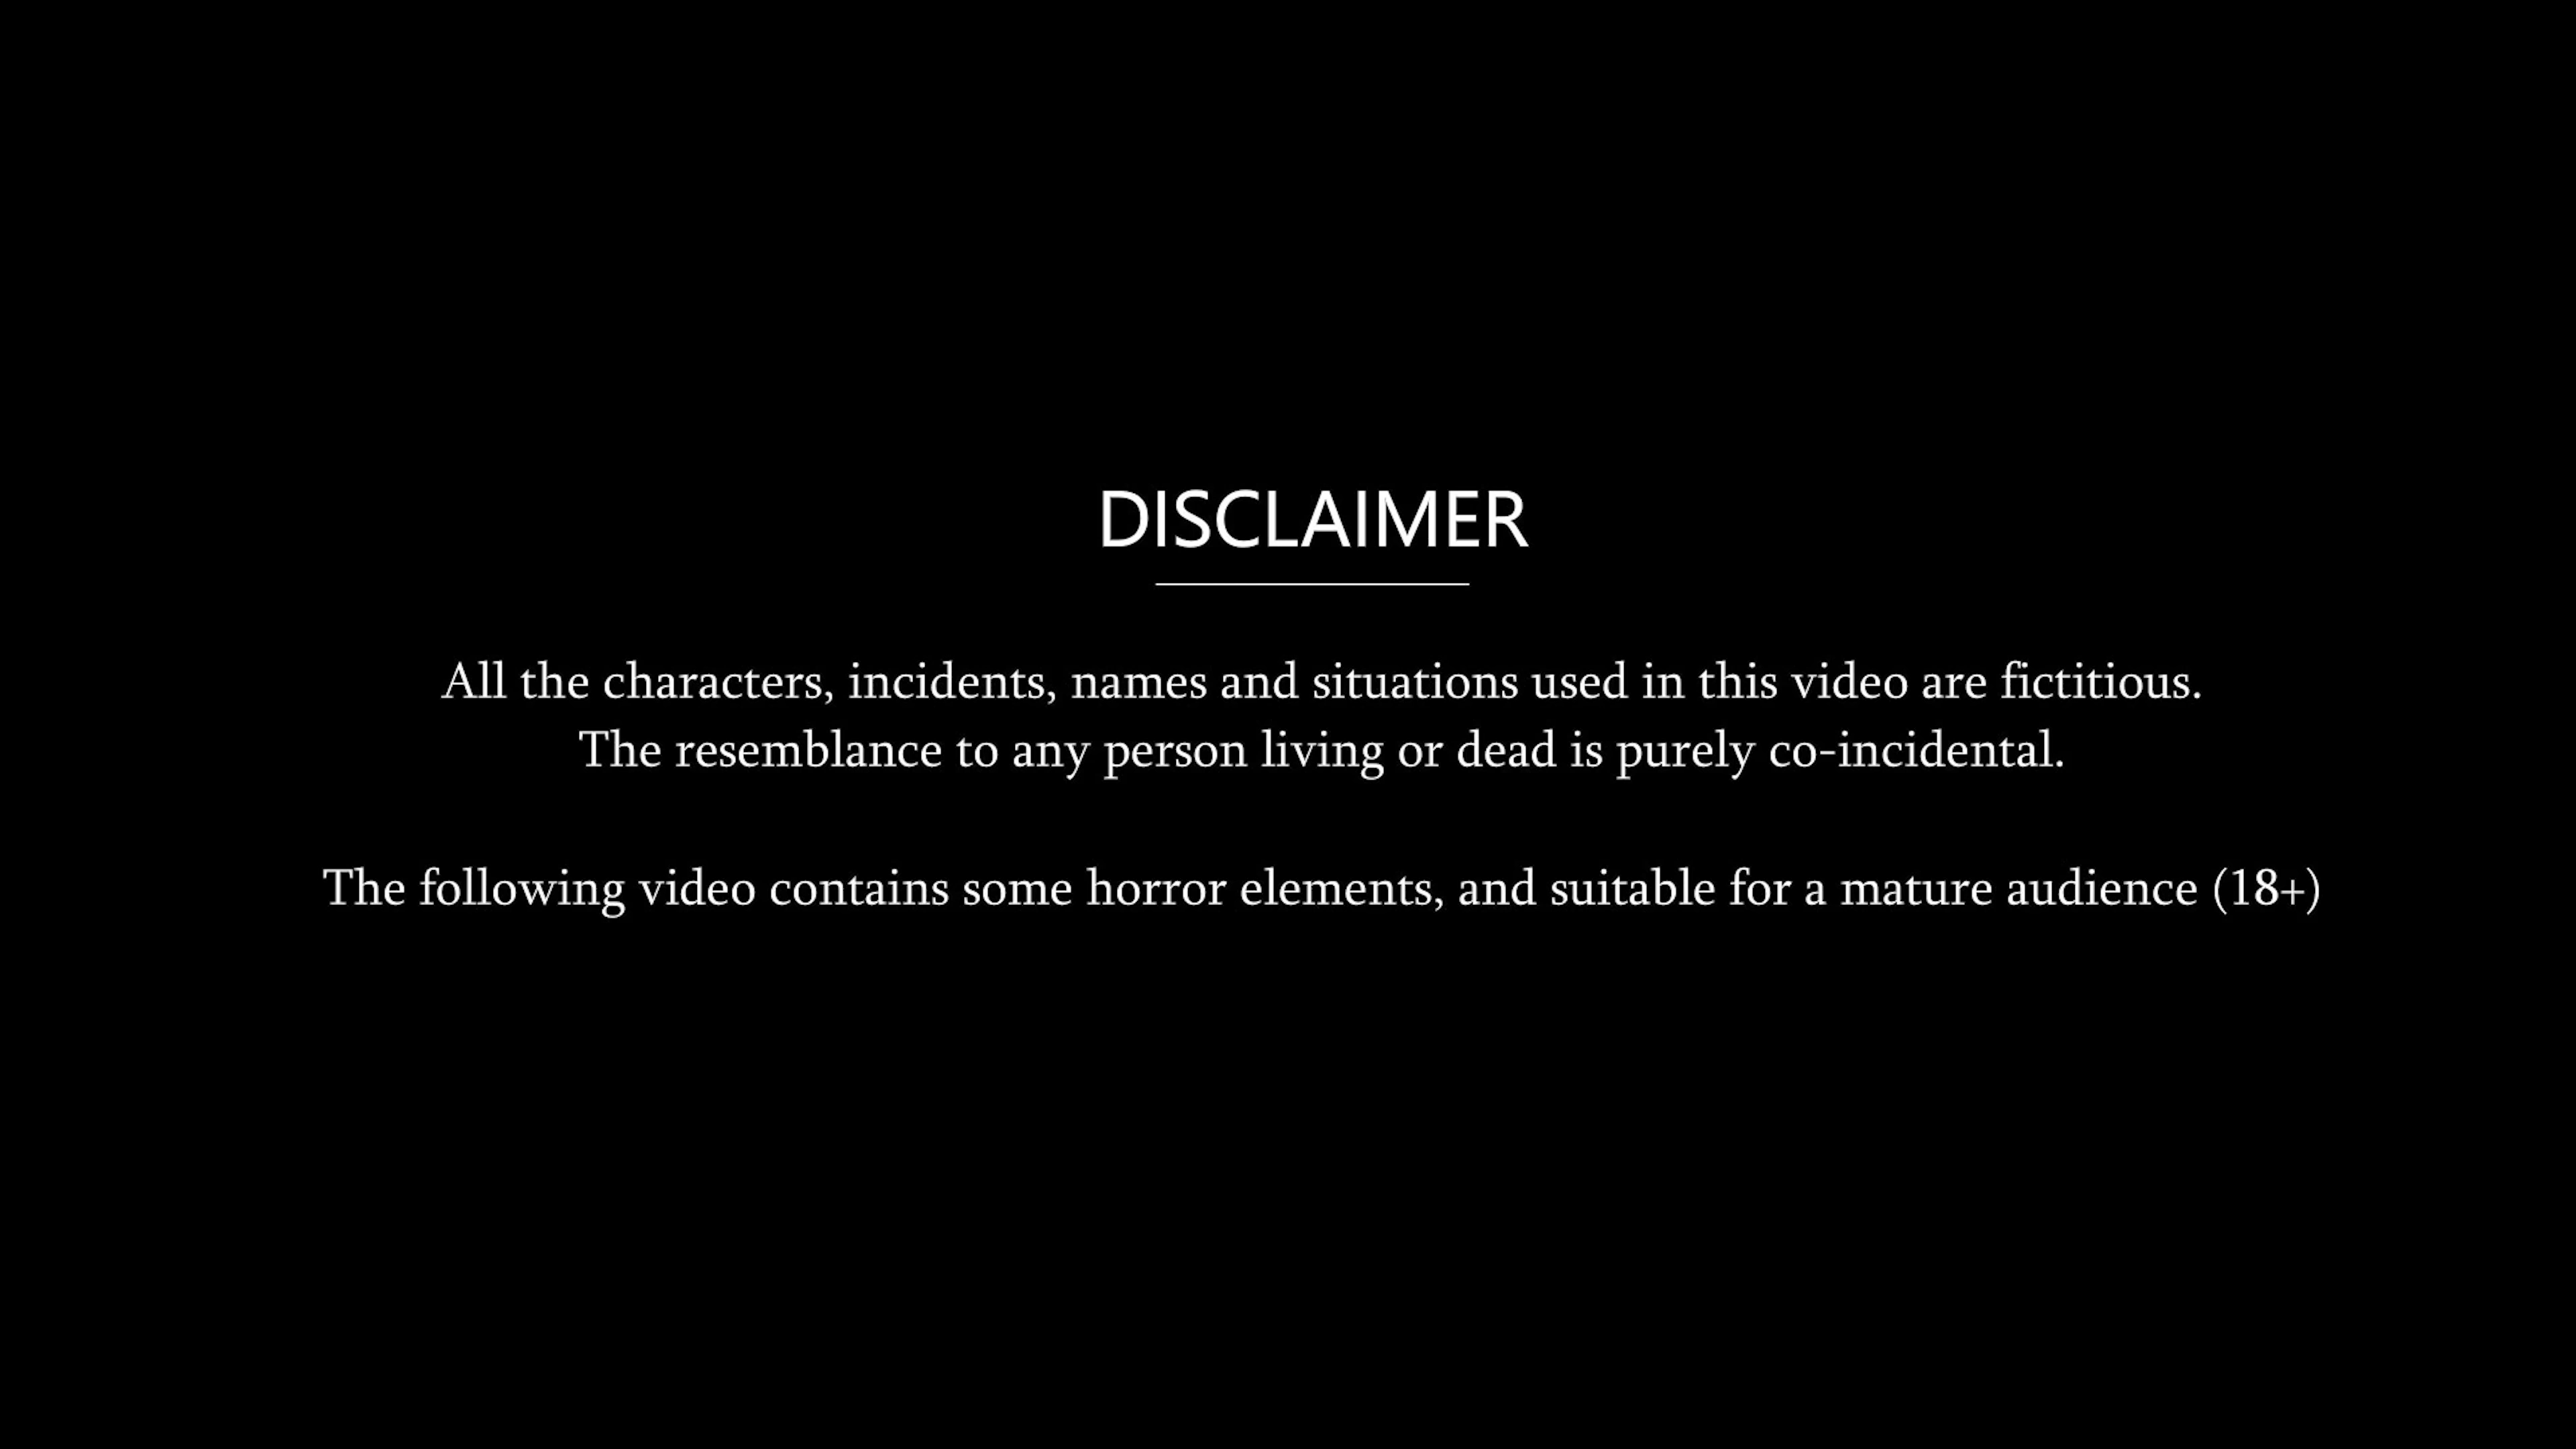 DISCLAIMER
All the characters, incidents, names and situations used in this video are fictitious.
The resemblance to any person living or dead is purely co-incidental.
The following video contains some horror elements, and suitable for a mature audience (18+)